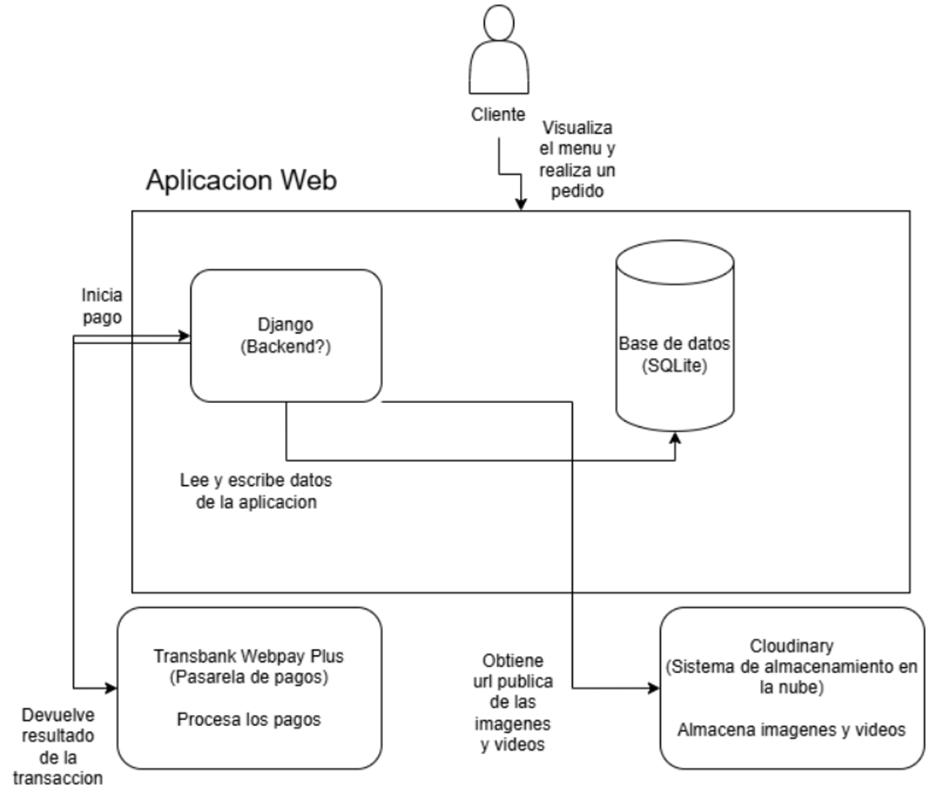 Cliente
Visualiza
el menu y
realiza un
pedido
Aplicacion Web
Inicia
pago
Django
(Backend?)
Base de datos
(SQLite)
Lee y escribe datos
de la aplicacion
Transbank Webpay Plus
(Pasarela de pagos)
Procesa los pagos
Devuelve
resultado
de la
transaccion
Obtiene
url publica
de las
imagenes
y videos
Cloudinary
(Sistema de almacenamiento en
la nube)
Almacena imagenes y videos